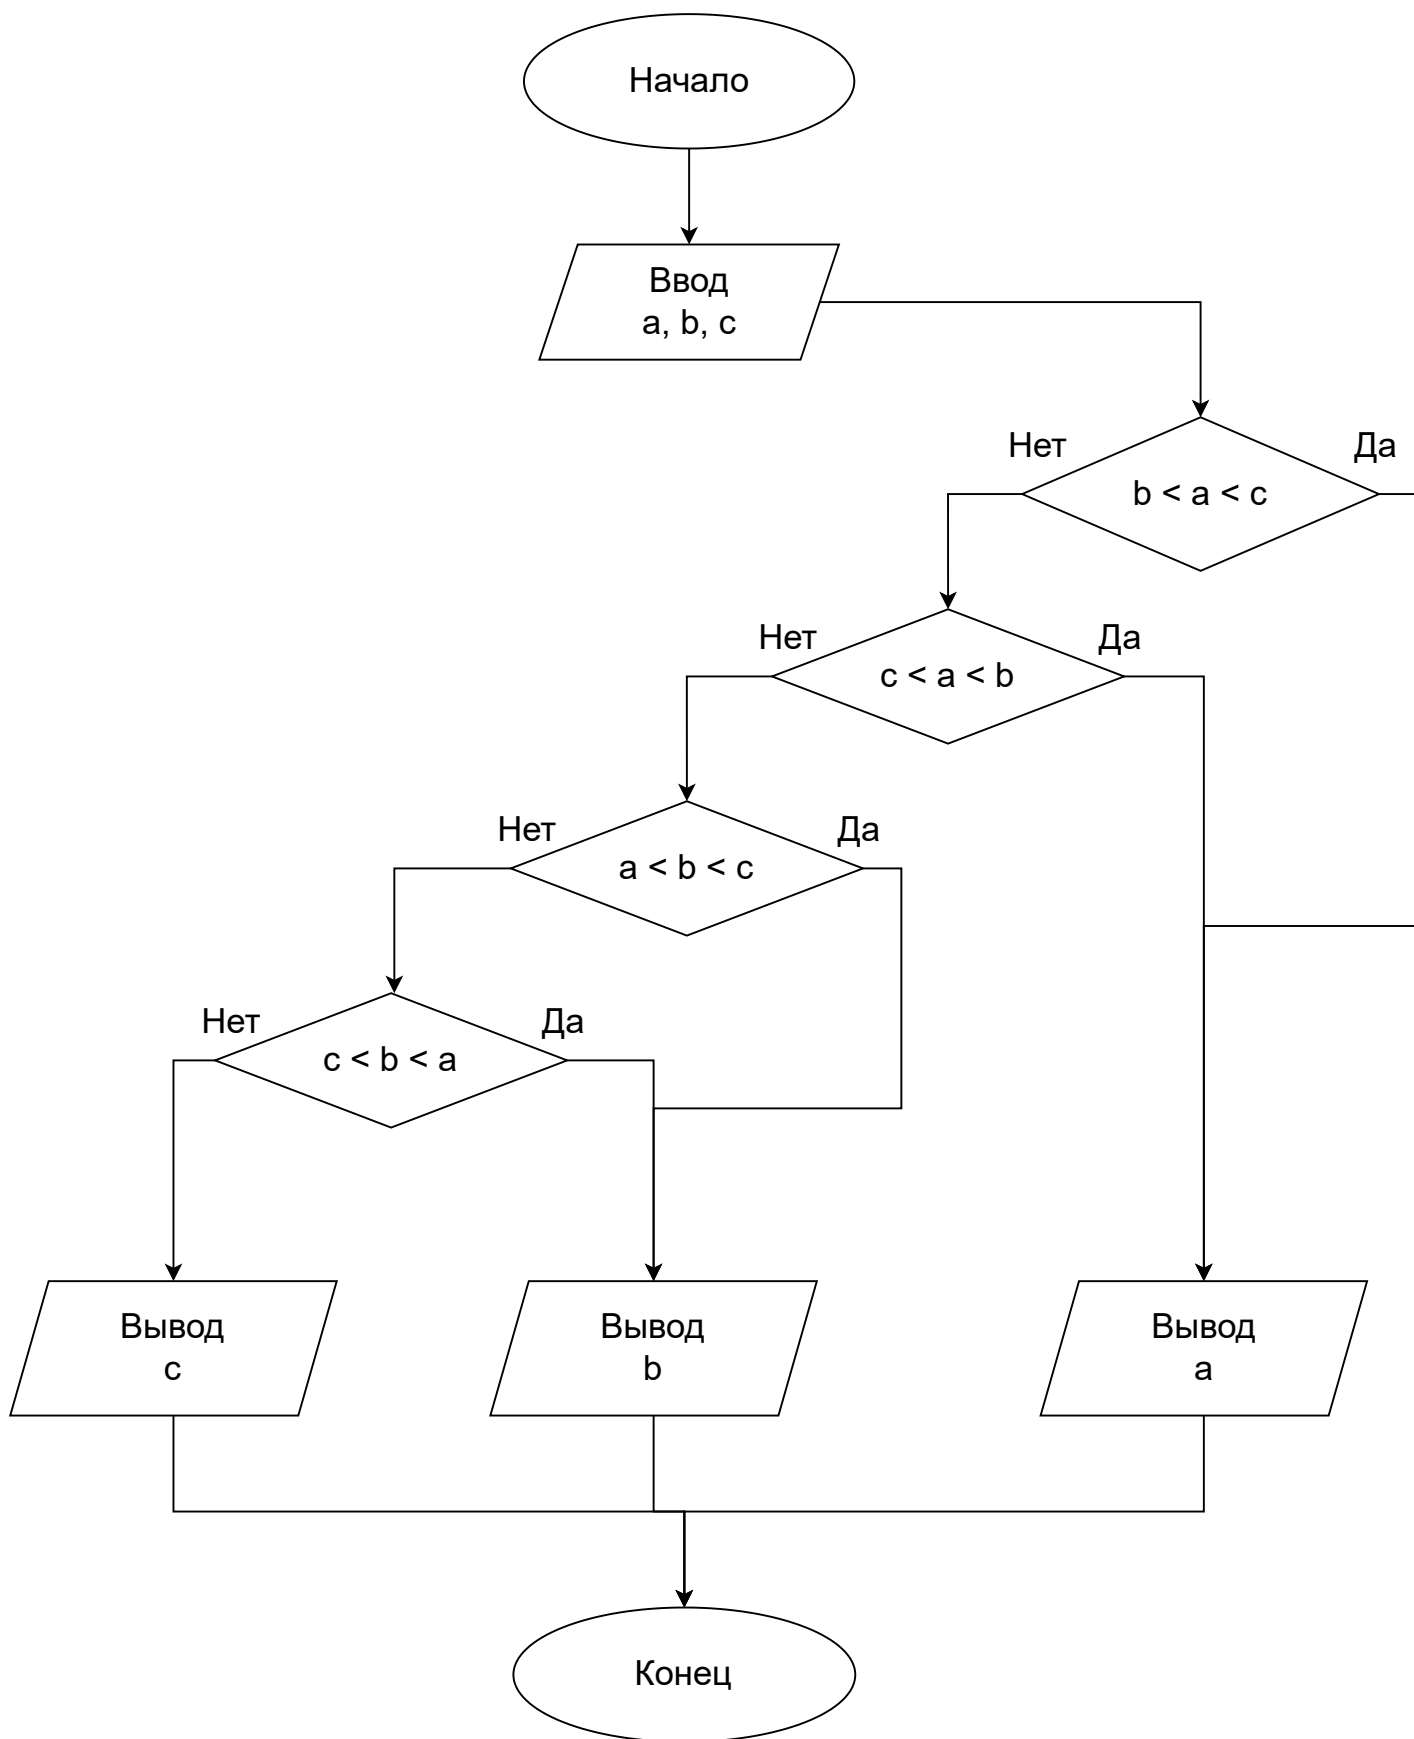 Начало
Ввод
a, b, c
Нет
Да
b < a < c
Нет
Да
c < a < b
Нет
Да
a < b < c
Нет
Да
c < b < a
Вывод
c
Вывод
b
Вывод
a
Конец